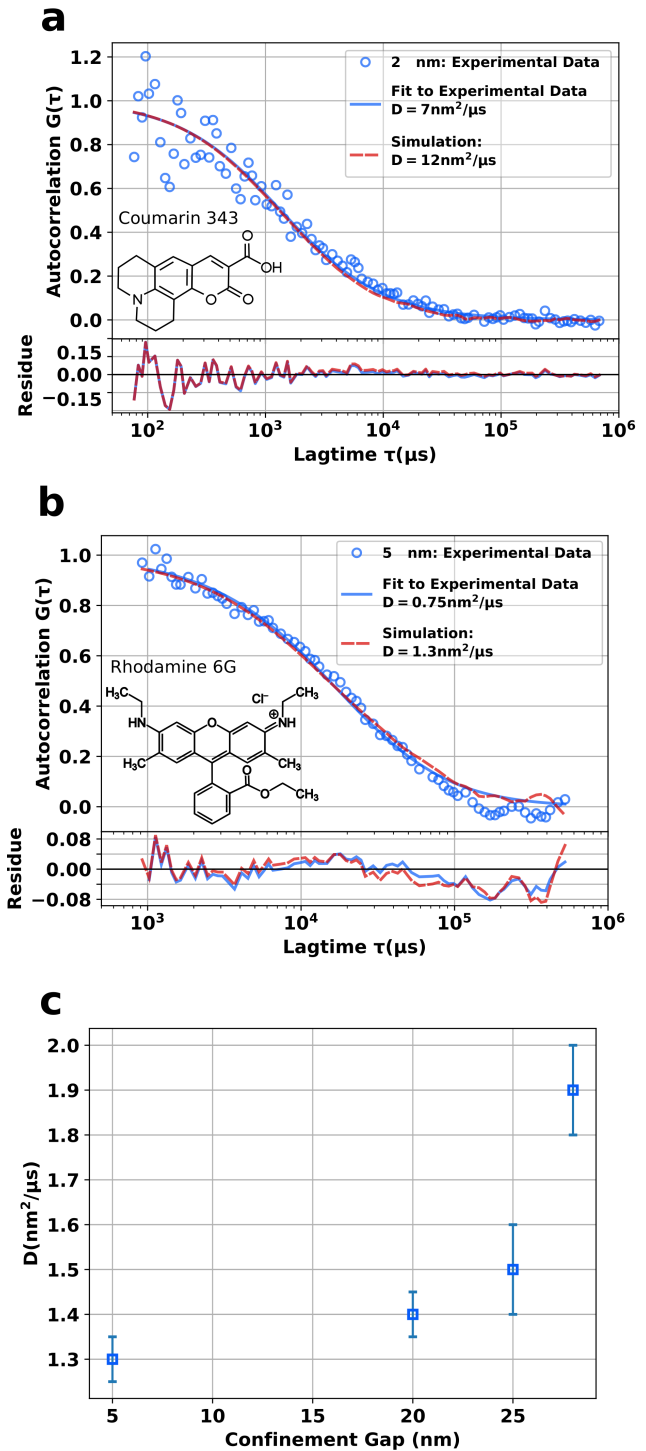 a
1.2
1.0
0.8
0.6
0.4
0.2
0.0
Autocorrelation G(τ)
2 nm: Experimental Data
Fit to Experimental Data
D = 7nm²/μs
Simulation:
D = 12nm²/μs
Coumarin 343
O
OH
N
O
O
0.15
0.00
−0.15
Residue
10² 10³ 10⁴ 10⁵ 10⁶
Lagtime τ(μs)
b
1.0
0.8
0.6
0.4
0.2
0.0
Autocorrelation G(τ)
5 nm: Experimental Data
Fit to Experimental Data
D = 0.75nm²/μs
Simulation:
D = 1.3nm²/μs
Rhodamine 6G
H₃C
Cl⁻
CH₃
HN
O
⊕
NH
H₃C
CH₃
O
O
CH₃
0.08
0.00
−0.08
Residue
10³ 10⁴ 10⁵ 10⁶
Lagtime τ(μs)
c
2.0
1.9
1.8
1.7
1.6
1.5
1.4
1.3
D(nm²/μs)
5 10 15 20 25
Confinement Gap (nm)